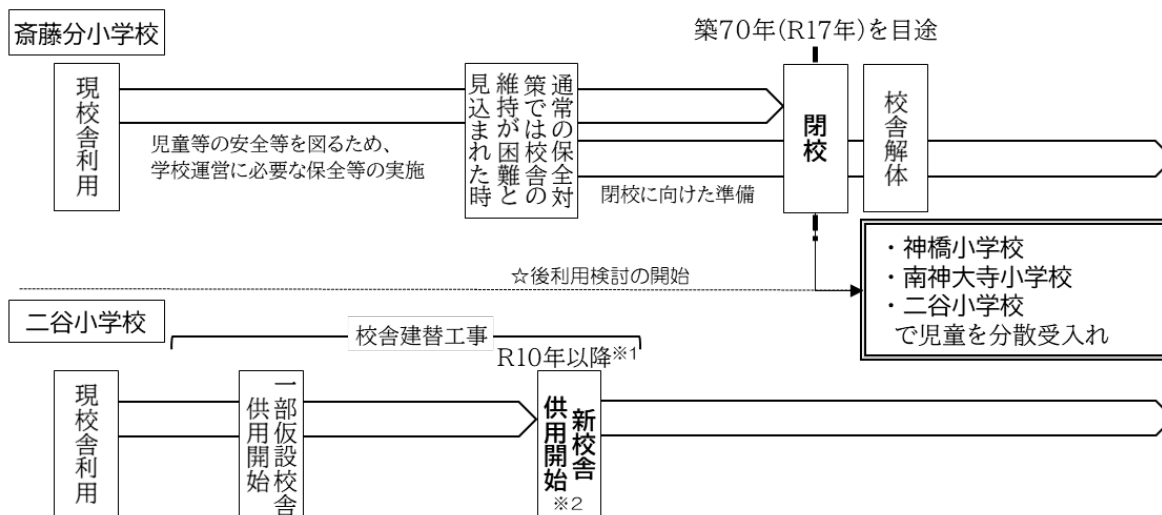 斎藤分小学校
築70年(R17年)を目途
現校舎利用
児童等の安全等を図るため、
学校運営に必要な保全等の実施
通常の保全対
策では校舎の
維持が困難と
見込まれた時
閉校に向けた準備
閉校
校舎解体
☆後利用検討の開始
・神橋小学校
・南神大寺小学校
・二谷小学校
で児童を分散受入れ
二谷小学校
校舎建替工事
R10年以降※1
現校舎利用
一部仮設校舎
供用開始
新校舎
供用開始
※2